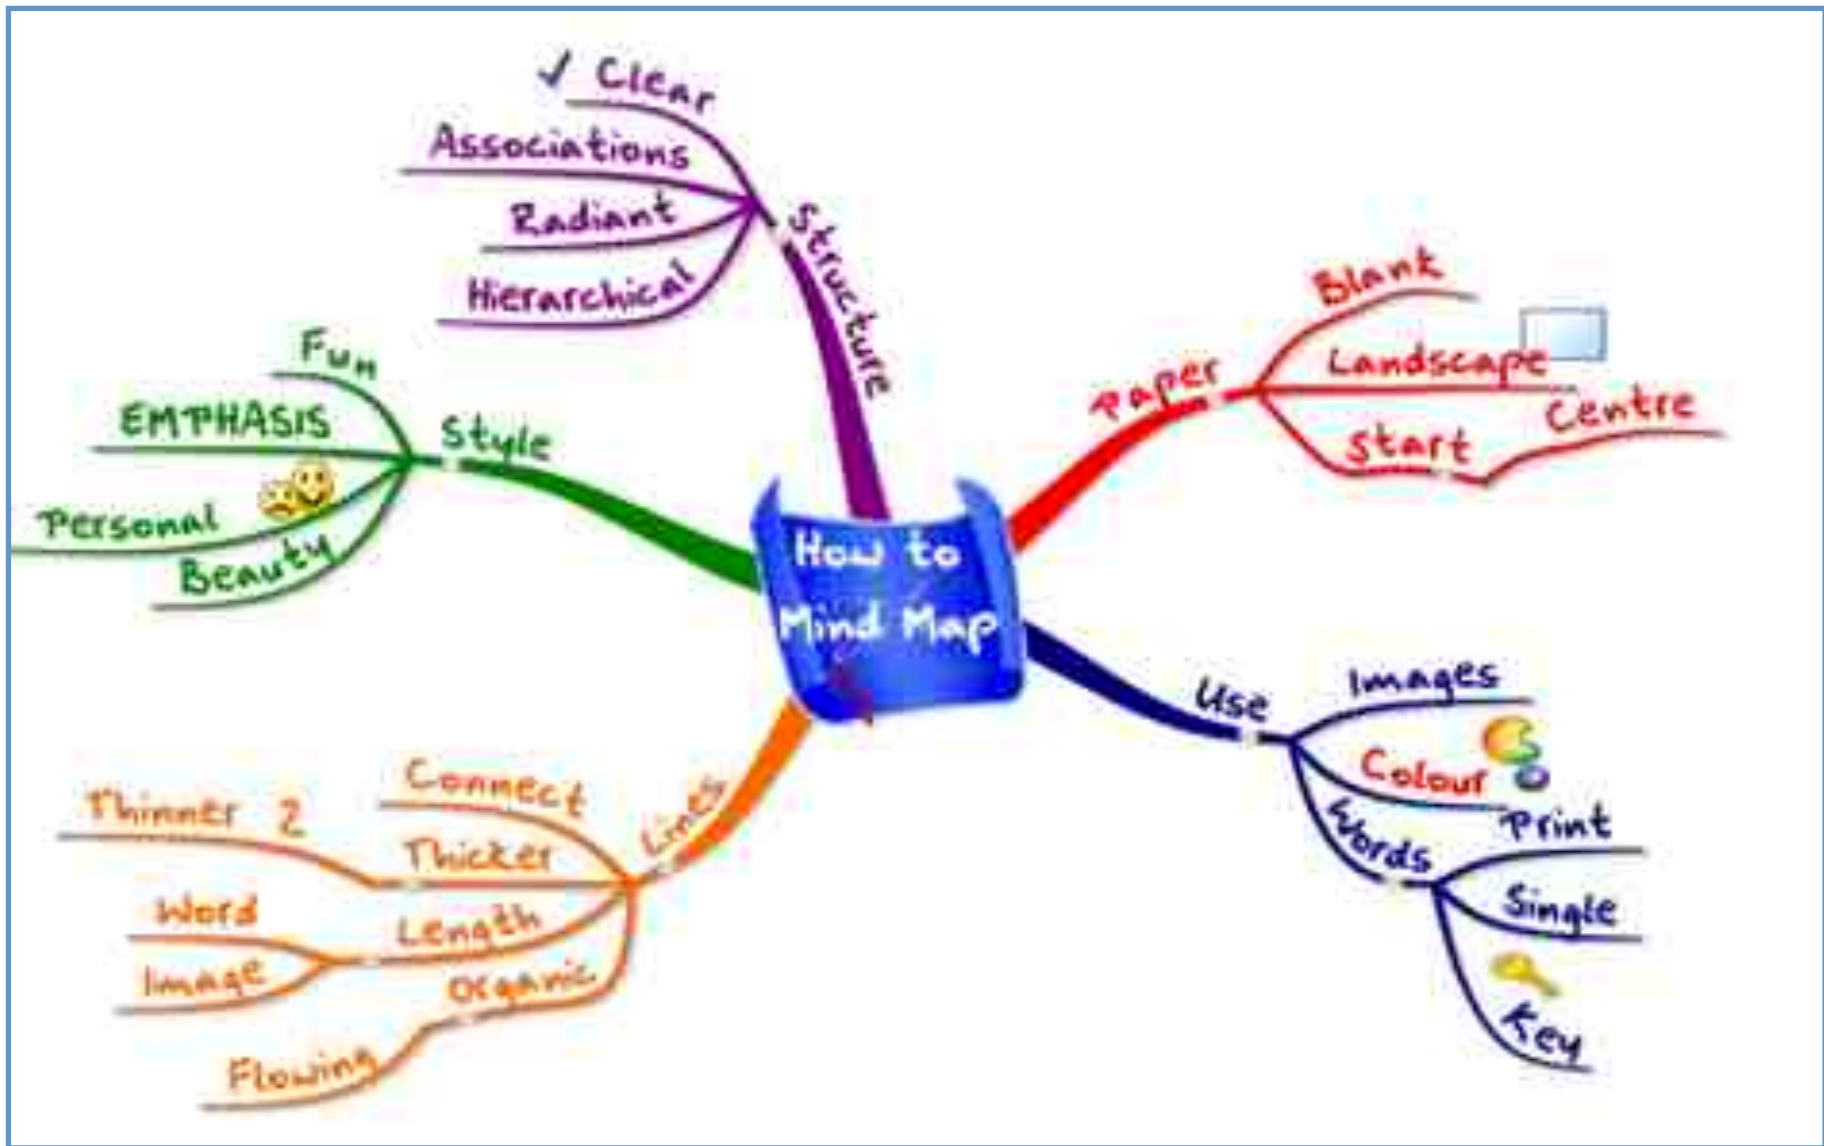 How to
Mind Map
Paper
Blank
Landscape
Start
Centre
Use
Images
Colour
Words
Print
Single
Key
Lines
Connect
Thicker
Thinner 2
Length
Word
Image
Organic
Flowing
Style
Fun
EMPHASIS
Personal
Beauty
Structure
Clear
Associations
Radiant
Hierarchical